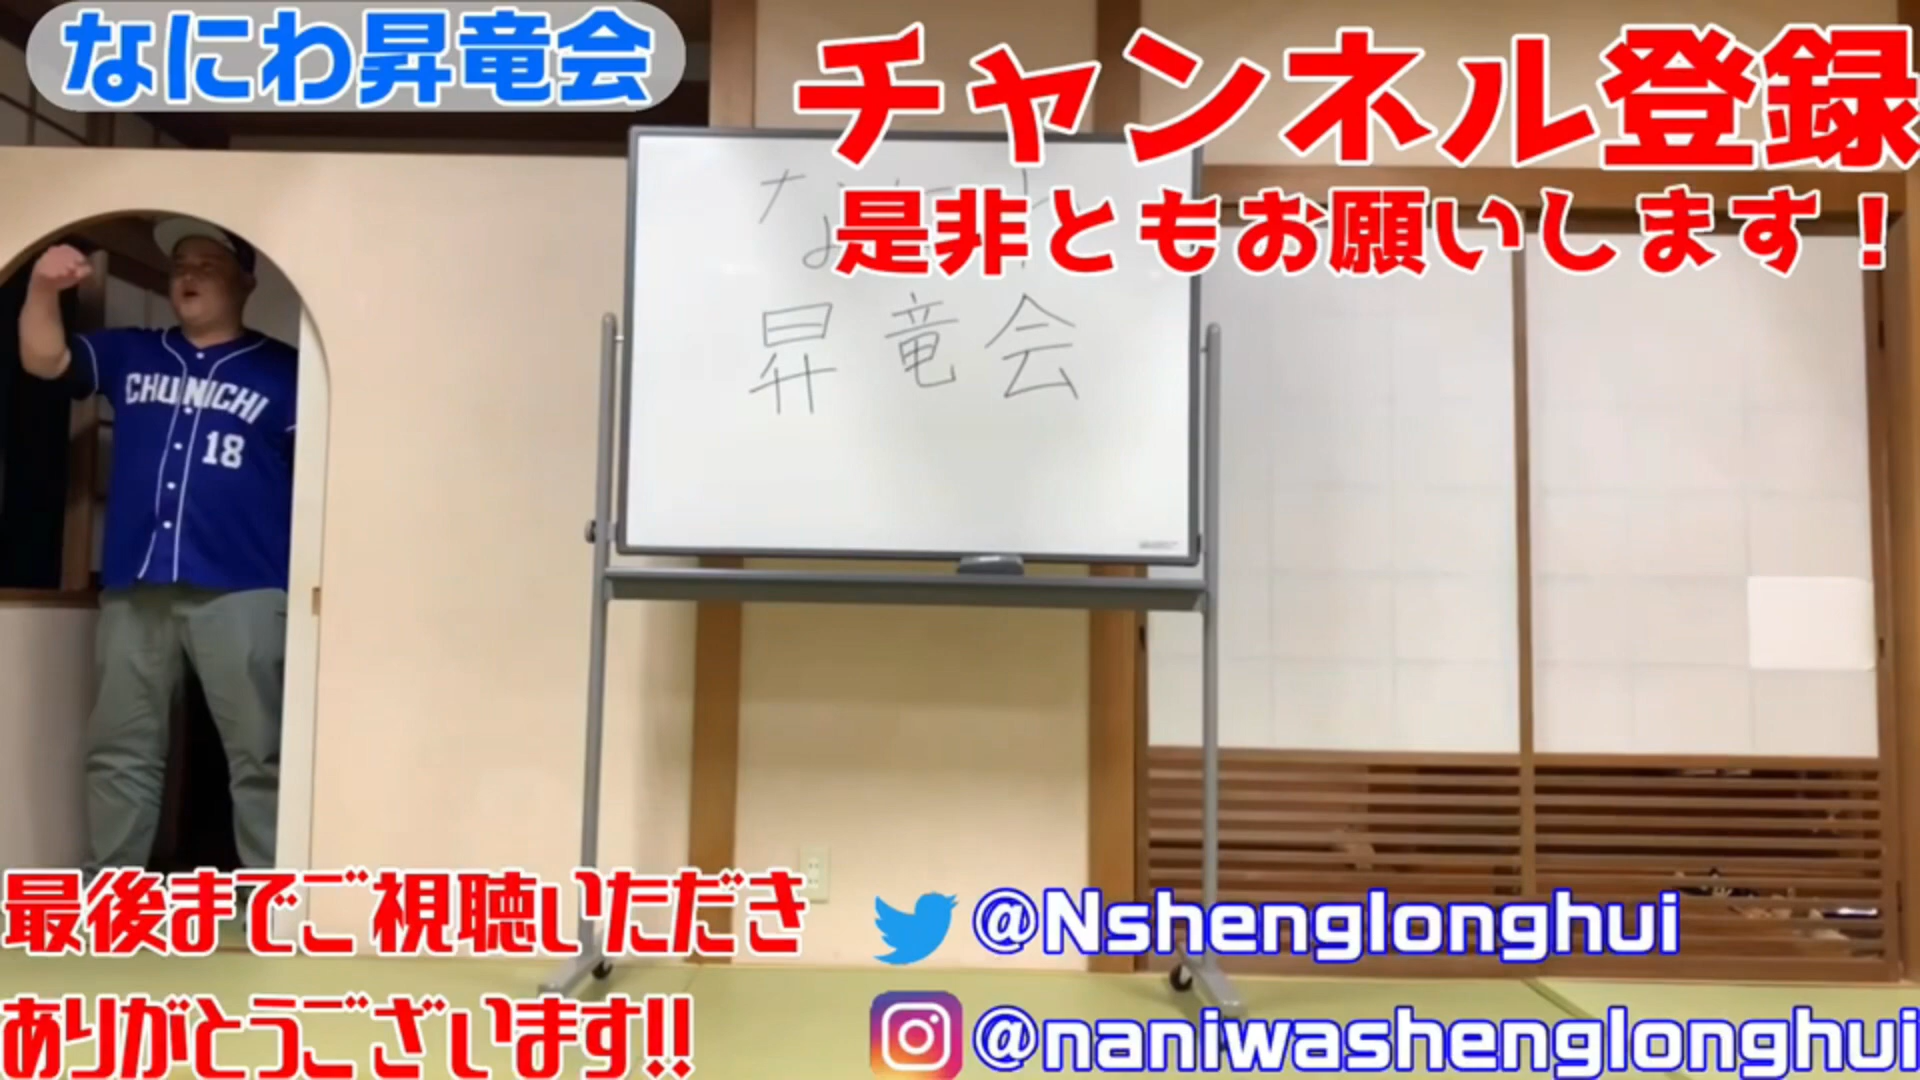 なにわ昇竜会
チャンネル登録
是非ともお願いします!
昇竜会
CHUNICHI
18
最後までご視聴いただき
ありがとうございます!!
@Nshenglonghui
@naniwashenglonghui